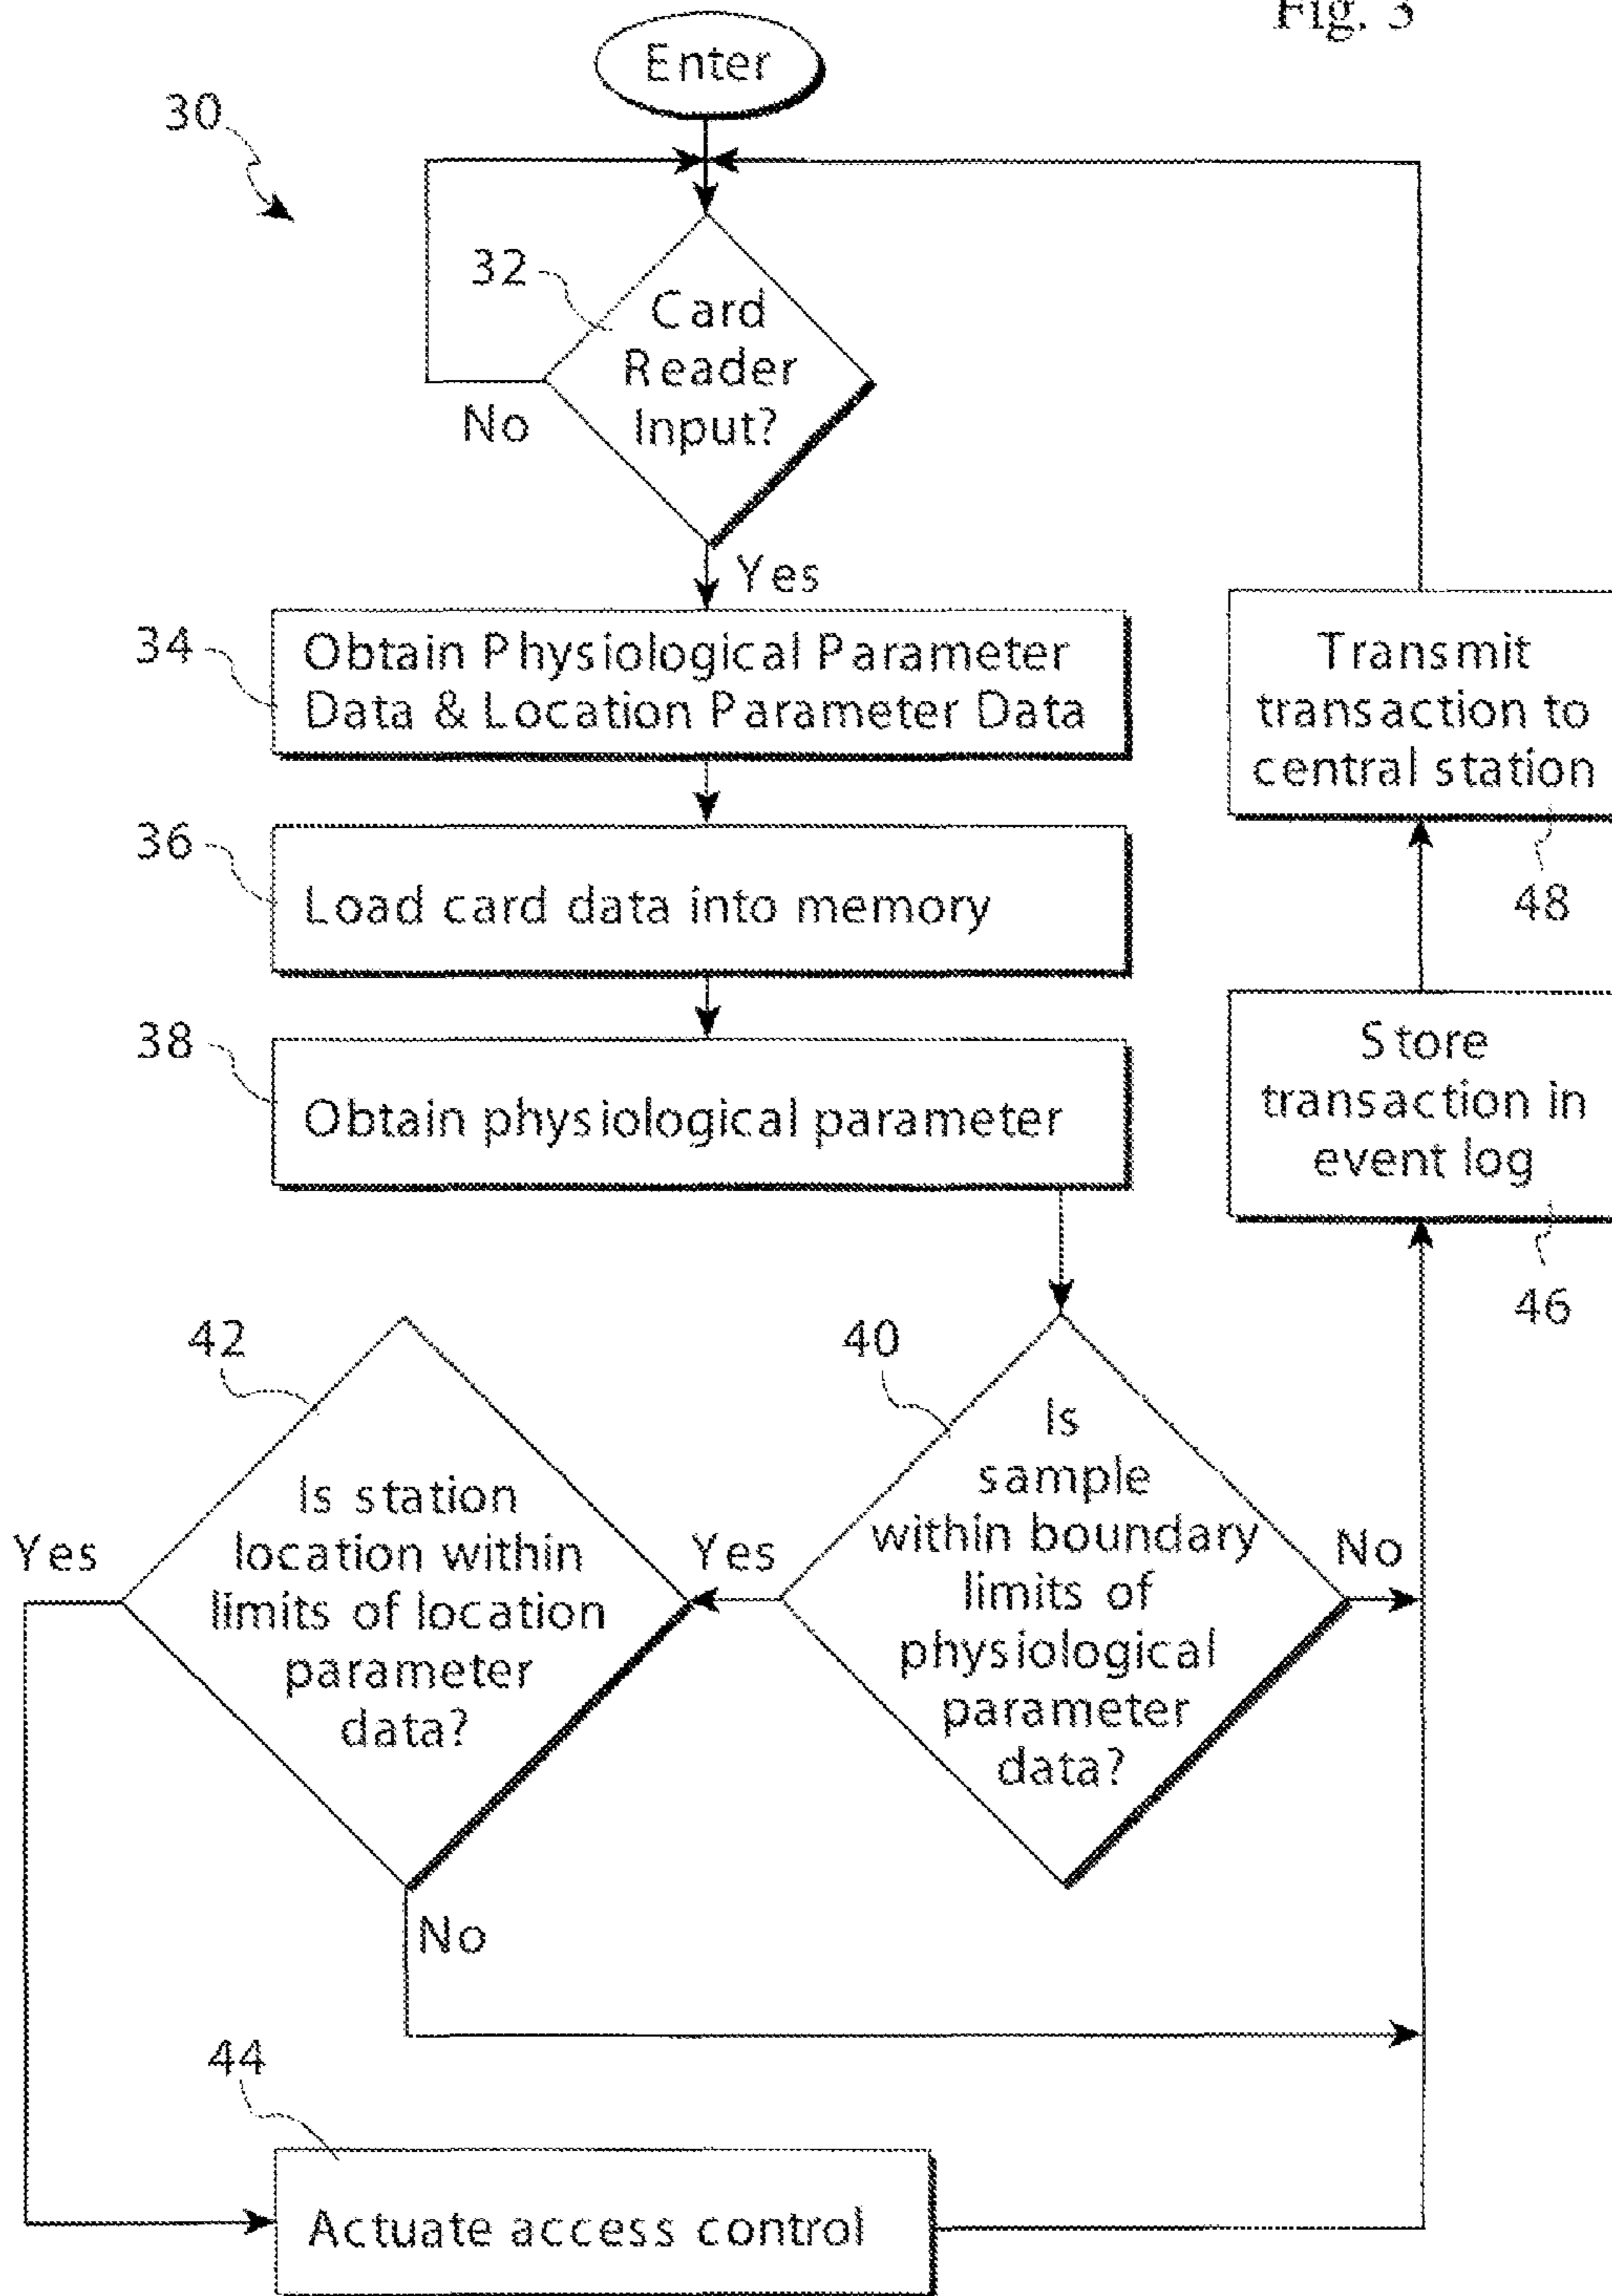 Fig. 3
Enter
30
32
Card
Reader
Input?
No
Yes
34
Obtain Physiological Parameter
Data & Location Parameter Data
36
Load card data into memory
38
Obtain physiological parameter
40
Is
sample
within boundary
limits of
physiological
parameter
data?
Yes
No
42
Is station
location within
limits of location
parameter
data?
Yes
No
44
Actuate access control
Store
transaction in
event log
46
Transmit
transaction to
central station
48